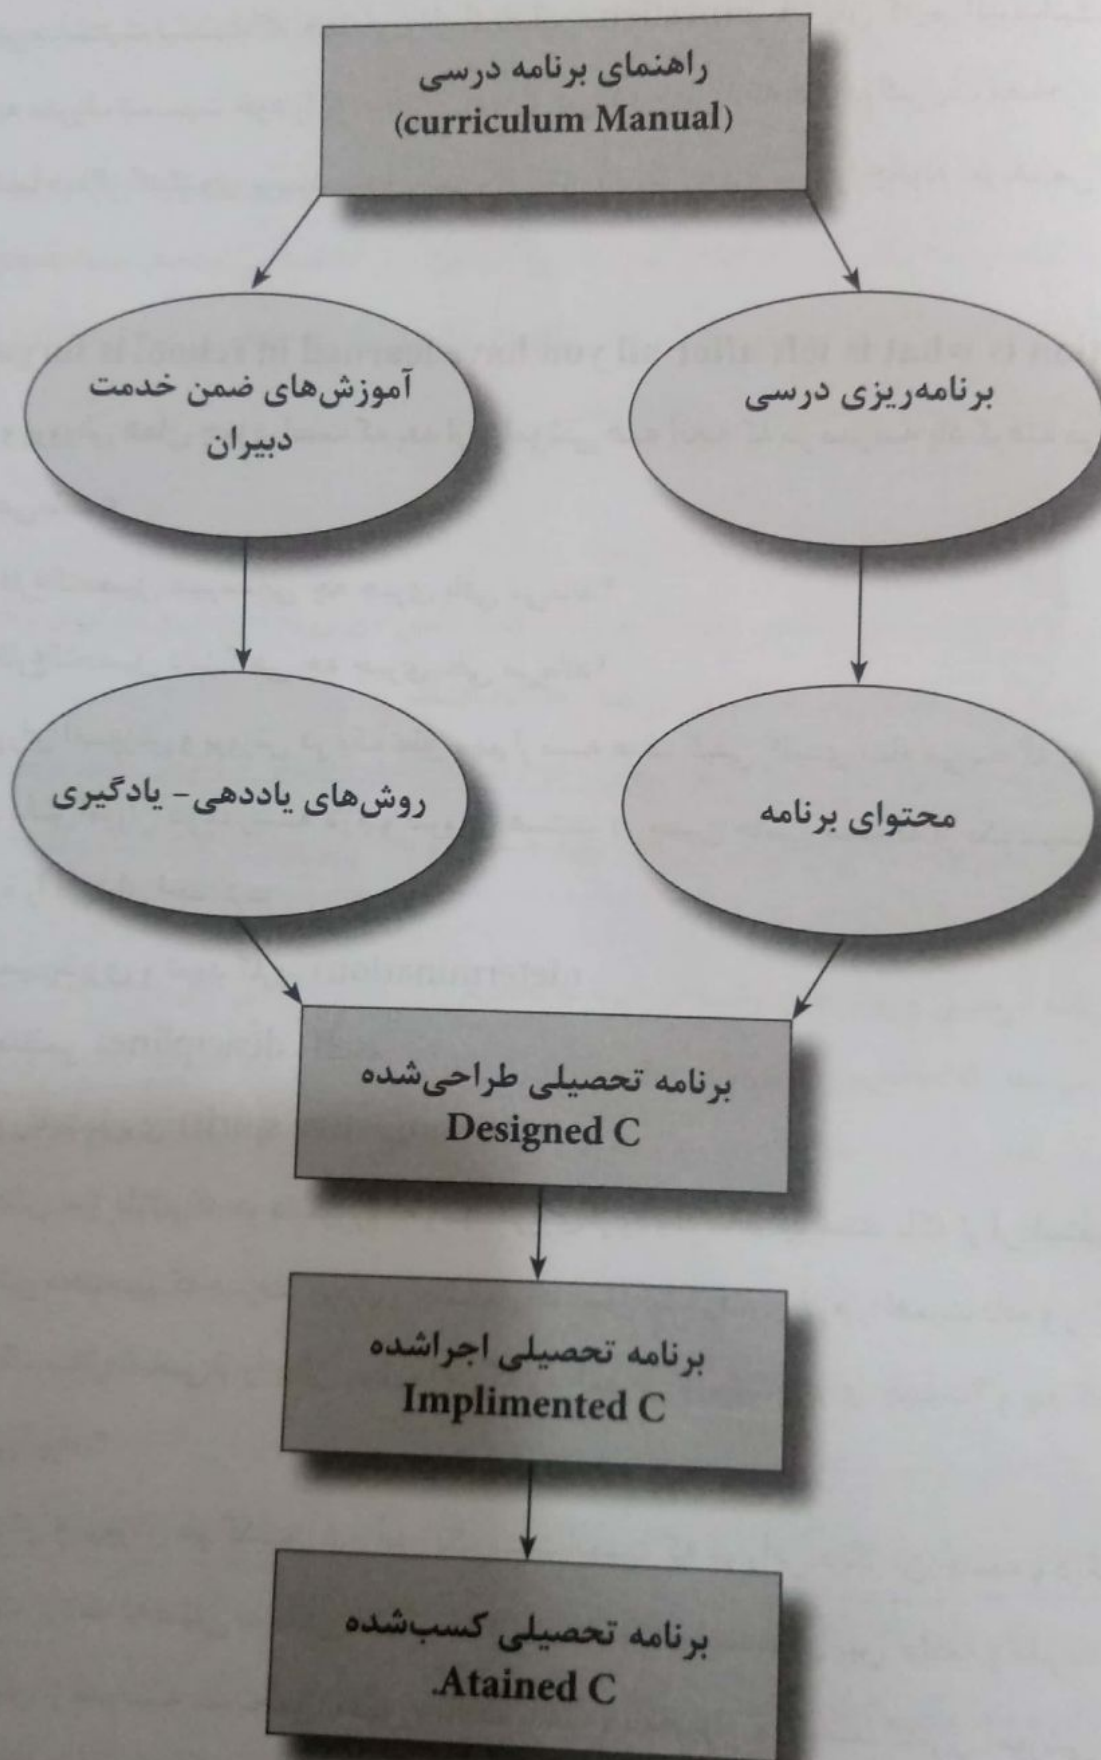 راهنمای برنامه درسی
(curriculum Manual)
برنامه‌ریزی درسی
آموزش‌های ضمن خدمت
دبیران
محتوای برنامه
روش‌های یاددهی- یادگیری
برنامه تحصیلی طراحی‌شده
Designed C
برنامه تحصیلی اجراشده
Implimented C
برنامه تحصیلی کسب‌شده
.Atained C